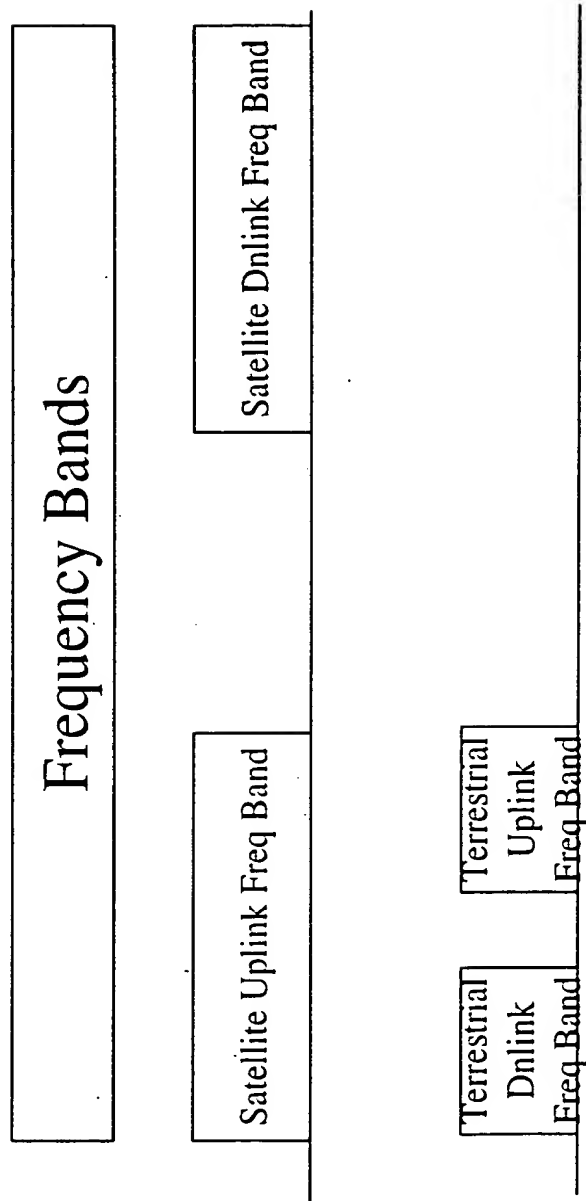 Frequency Bands
Satellite Uplink Freq Band
Satellite Dnlink Freq Band
Terrestrial
Dnlink
Freq Band
Terrestrial
Uplink
Freq Band